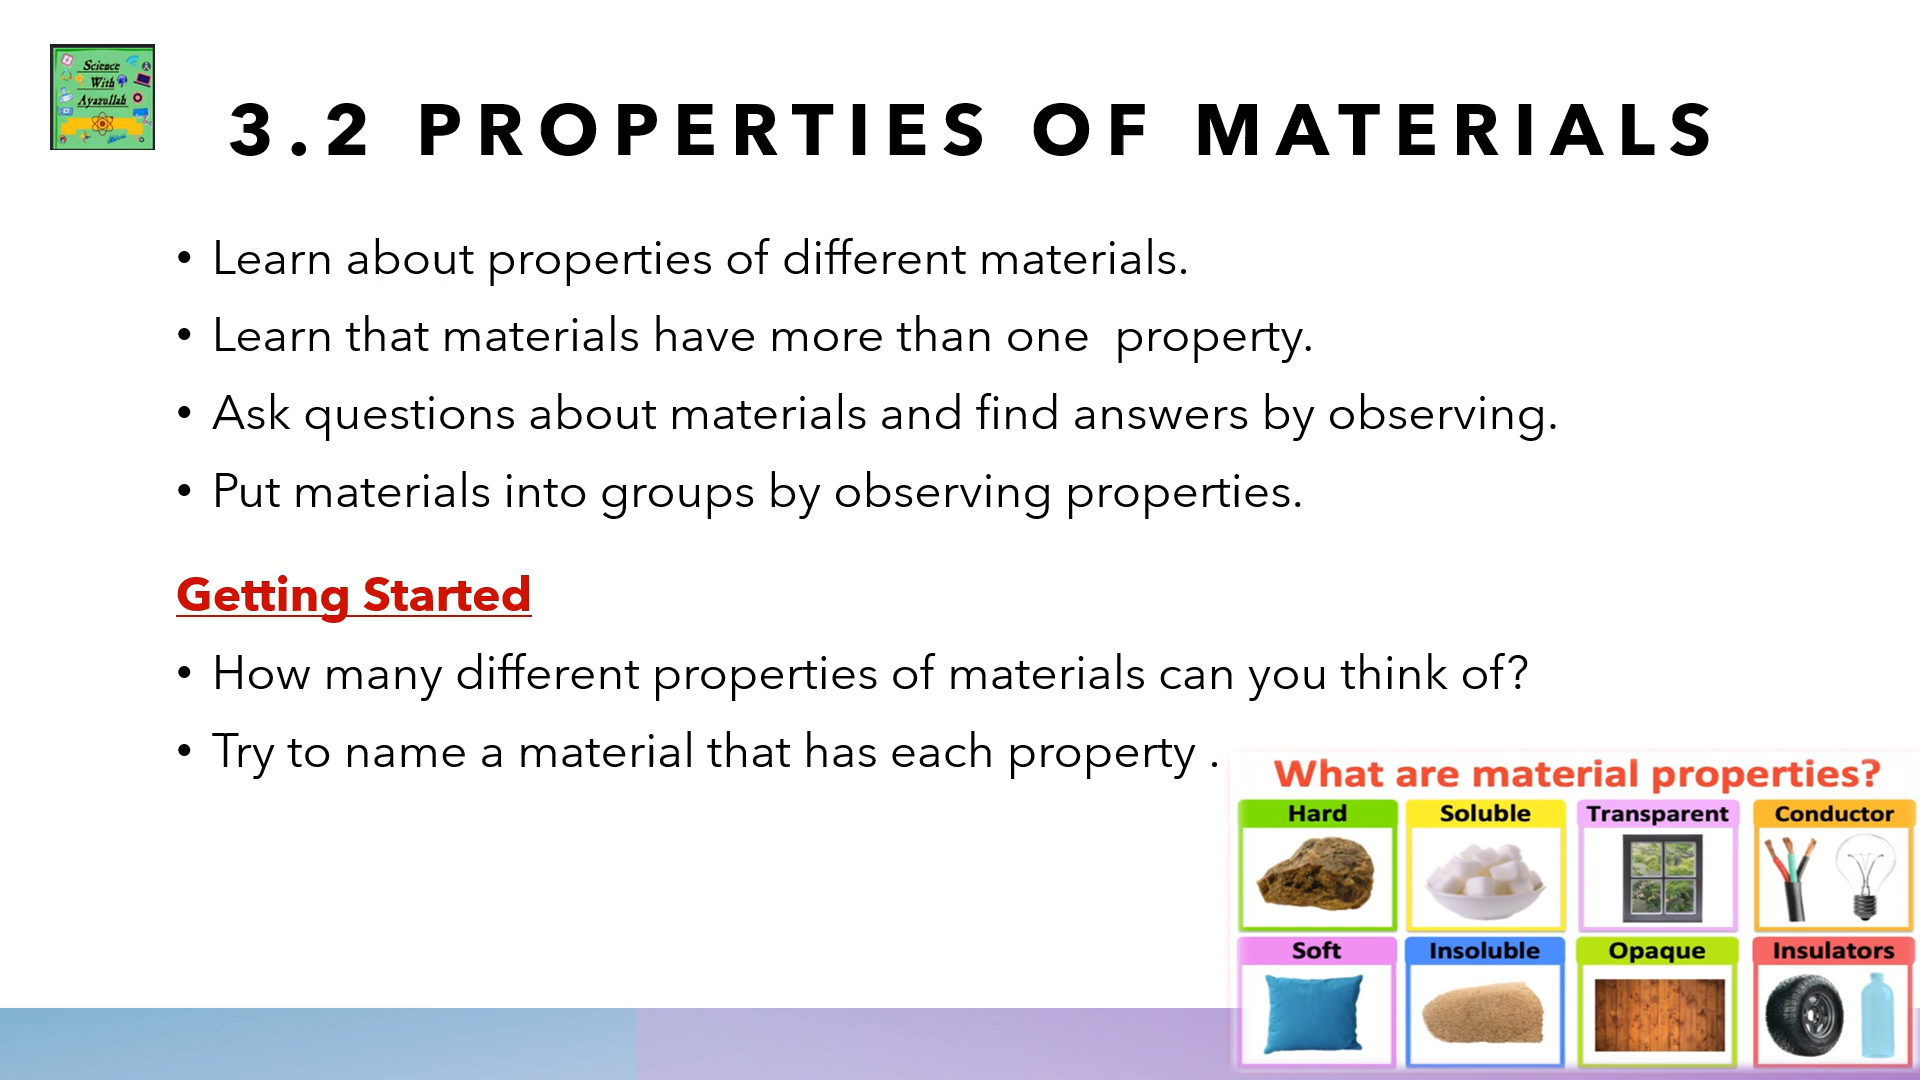 Science
With
Ayazullah
3.2 PROPERTIES OF MATERIALS
• Learn about properties of different materials.
• Learn that materials have more than one  property.
• Ask questions about materials and find answers by observing.
• Put materials into groups by observing properties.
Getting Started
• How many different properties of materials can you think of?
• Try to name a material that has each property .
What are material properties?
Hard Soluble Transparent Conductor
Soft Insoluble Opaque Insulators